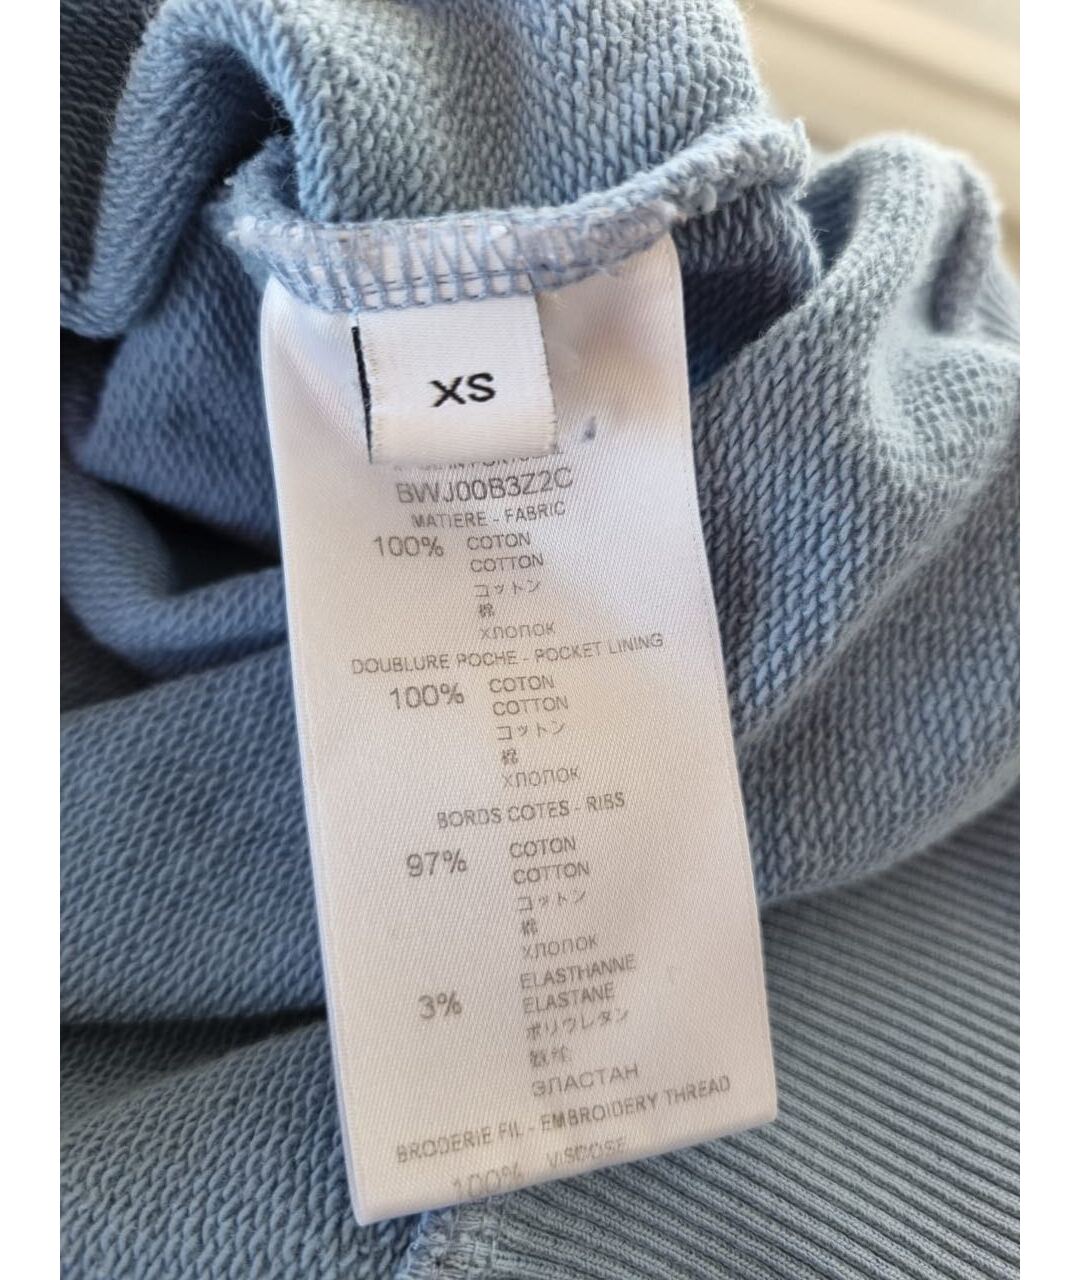 XS
BWJ00B3Z2C
MATIERE - FABRIC
100% COTON
COTTON
コットン
棉
ХЛОПОК
DOUBLURE POCHE - POCKET LINING
100% COTON
COTTON
コットン
棉
ХЛОПОК
BORDS COTES - RIBS
97% COTON
COTTON
コットン
棉
ХЛОПОК
3% ELASTHANNE
ELASTANE
ポリウレタン
ЭЛАСТАН
BRODERIE FIL - EMBROIDERY THREAD
100% VISCOSE